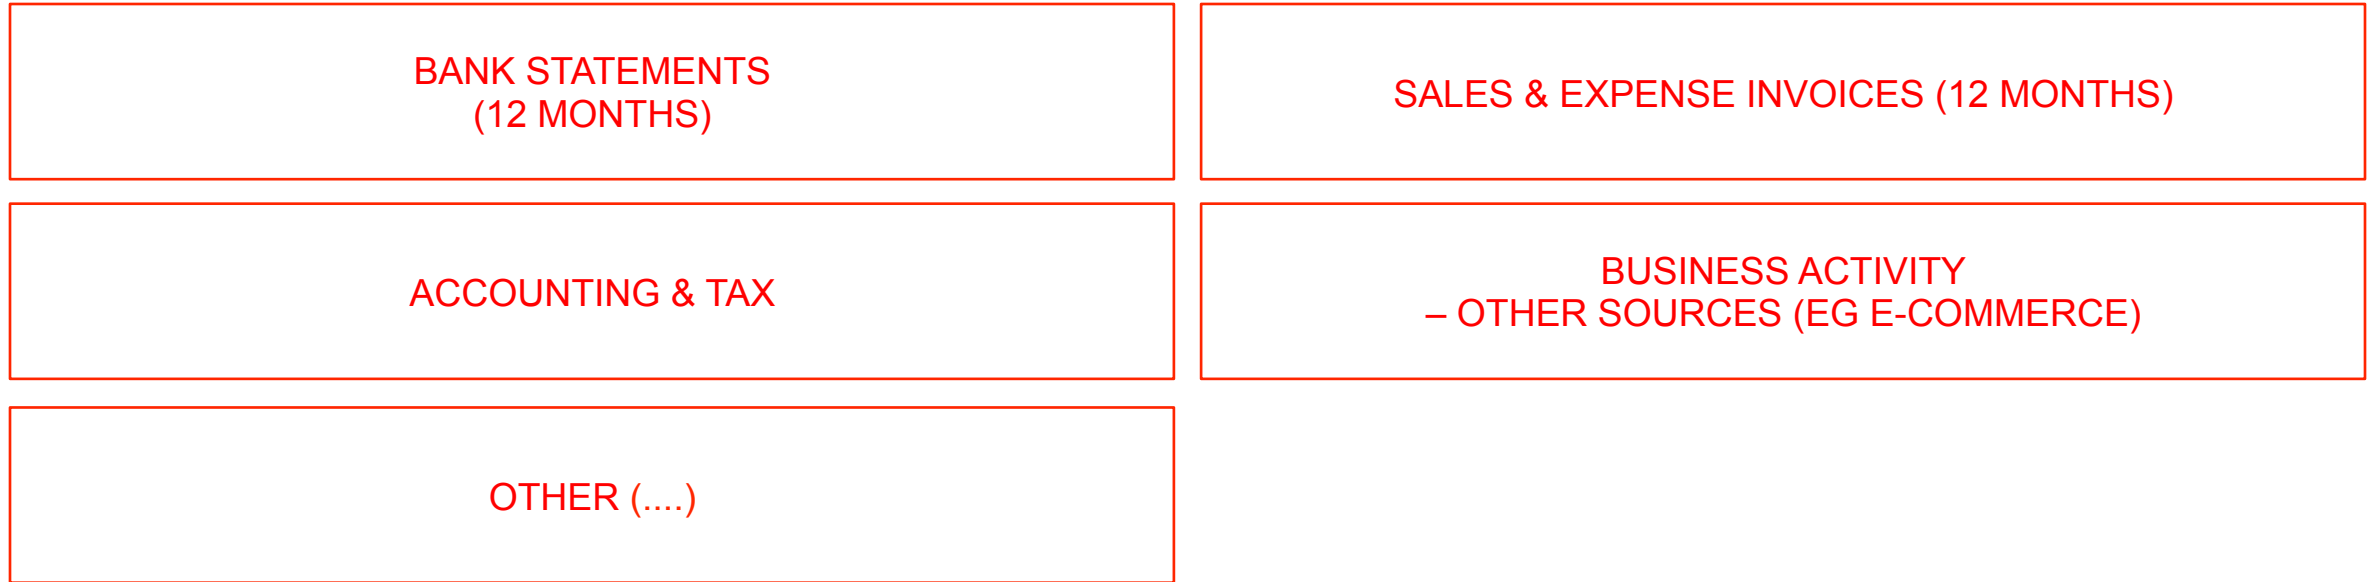 BANK STATEMENTS
(12 MONTHS)
SALES & EXPENSE INVOICES (12 MONTHS)
ACCOUNTING & TAX
BUSINESS ACTIVITY
– OTHER SOURCES (EG E-COMMERCE)
OTHER (....)